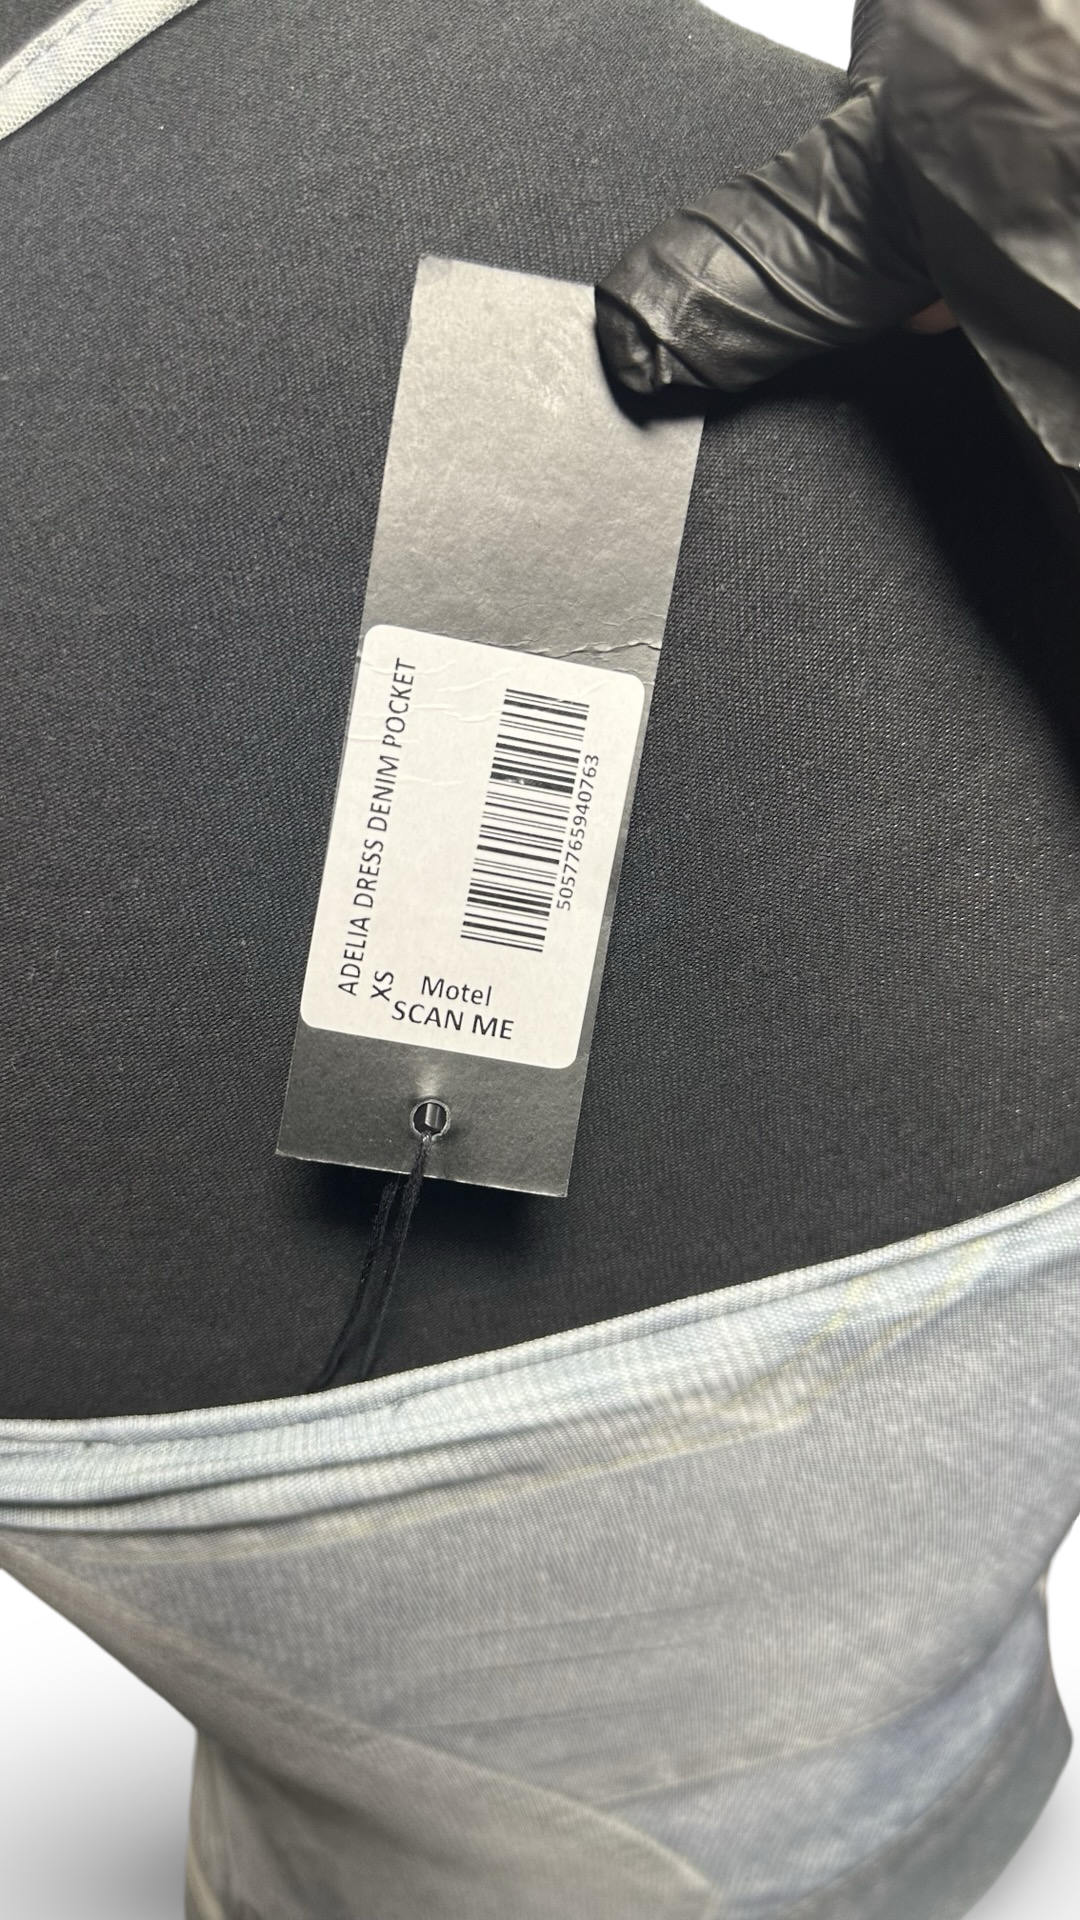 ADELIA DRESS DENIM POCKET
XS
5057765940763
Motel
SCAN ME